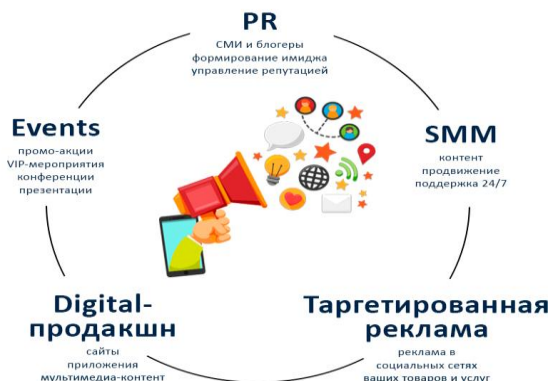 PR
СМИ и блогеры
формирование имиджа
управление репутацией
Events
промо-акции
VIP-мероприятия
конференции
презентации
SMM
контент
продвижение
поддержка 24/7
Digital-
продакшн
сайты
приложения
мультимедиа-контент
Таргетированная
реклама
реклама в
социальных сетях
ваших товаров и услуг